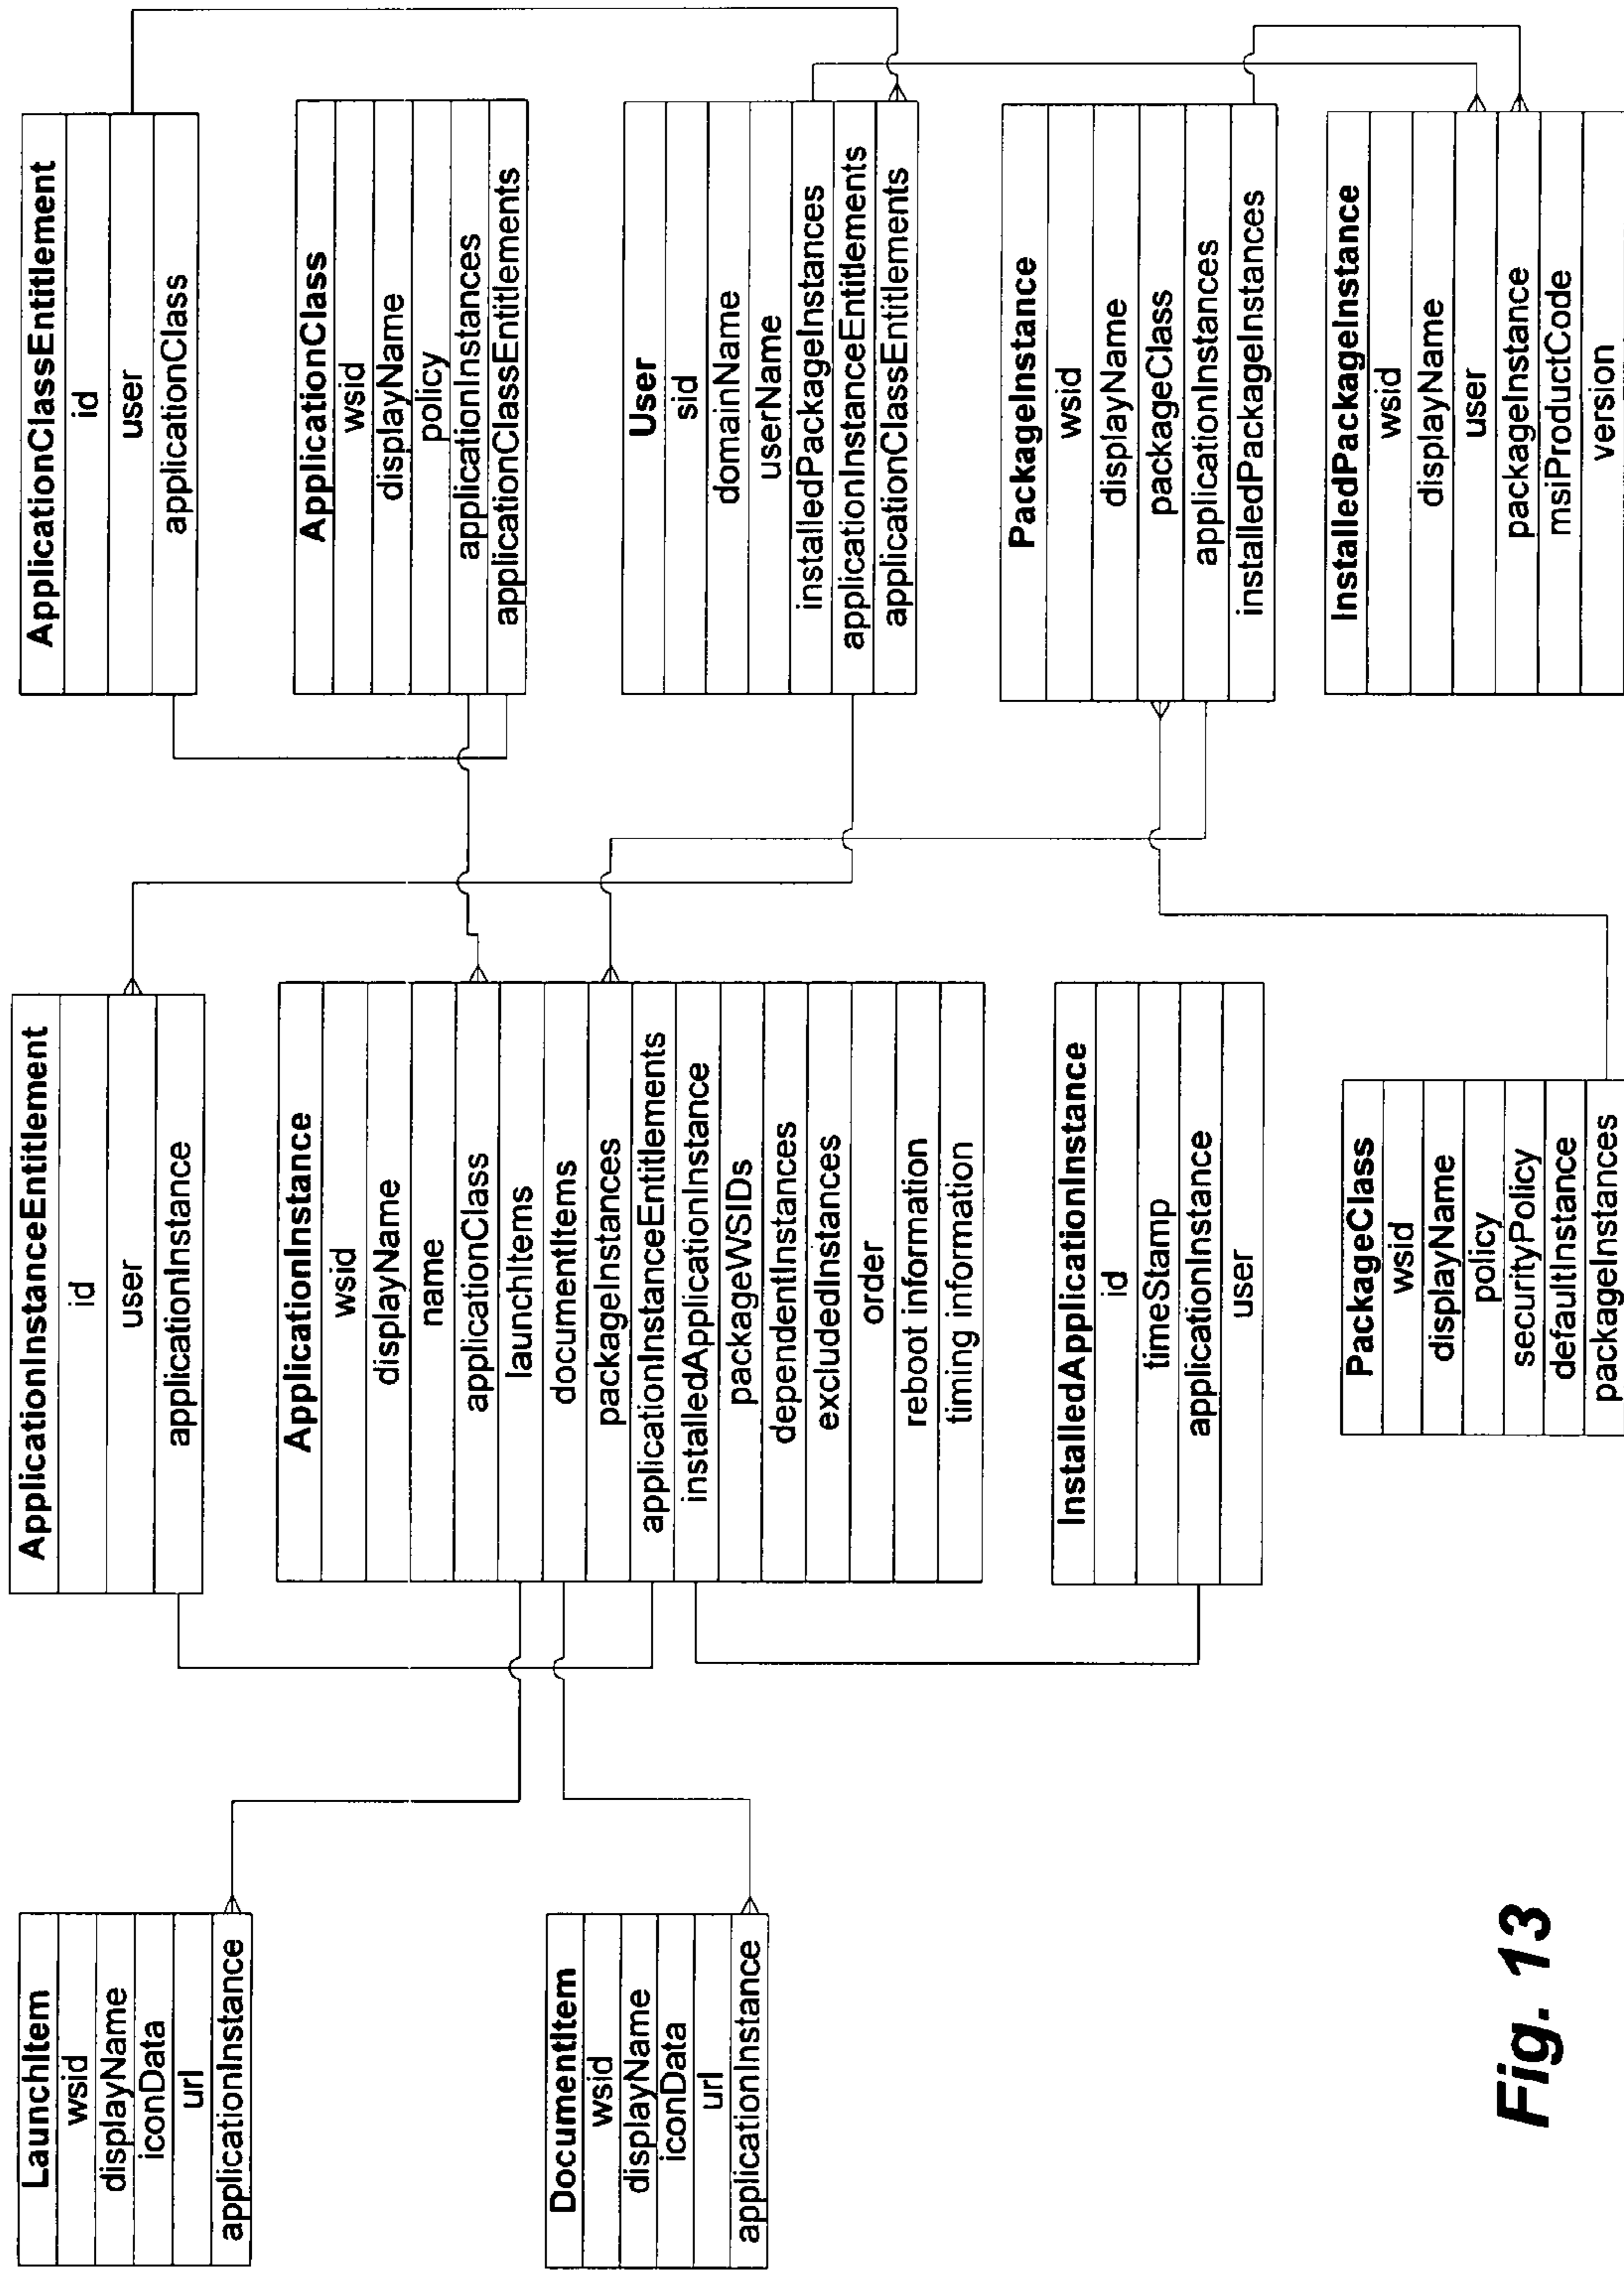 LaunchItem
wsid
displayName
iconData
url
applicationInstance
DocumentItem
wsid
displayName
iconData
url
applicationInstance
ApplicationInstanceEntitlement
id
user
applicationInstance
ApplicationInstance
wsid
displayName
name
applicationClass
launchItems
documentItems
packageInstances
applicationInstanceEntitlements
installedApplicationInstance
packageWSIDs
dependentInstances
excludedInstances
order
reboot information
timing information
InstalledApplicationInstance
id
timeStamp
applicationInstance
user
PackageClass
wsid
displayName
policy
securityPolicy
defaultInstance
packageInstances
ApplicationClassEntitlement
id
user
applicationClass
ApplicationClass
wsid
displayName
policy
applicationInstances
applicationClassEntitlements
User
sid
domainName
userName
installedPackageInstances
applicationInstanceEntitlements
applicationClassEntitlements
PackageInstance
wsid
displayName
packageClass
applicationInstances
installedPackageInstances
InstalledPackageInstance
wsid
displayName
user
packageInstance
msiProductCode
version
Fig. 13